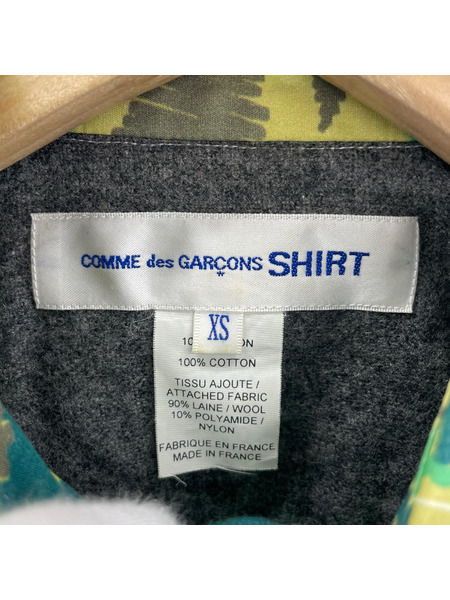 COMME des GARÇONS SHIRT
XS
100% COTTON
TISSU AJOUTE /
ATTACHED FABRIC
90% LAINE / WOOL
10% POLYAMIDE /
NYLON
FABRIQUE EN FRANCE
MADE IN FRANCE